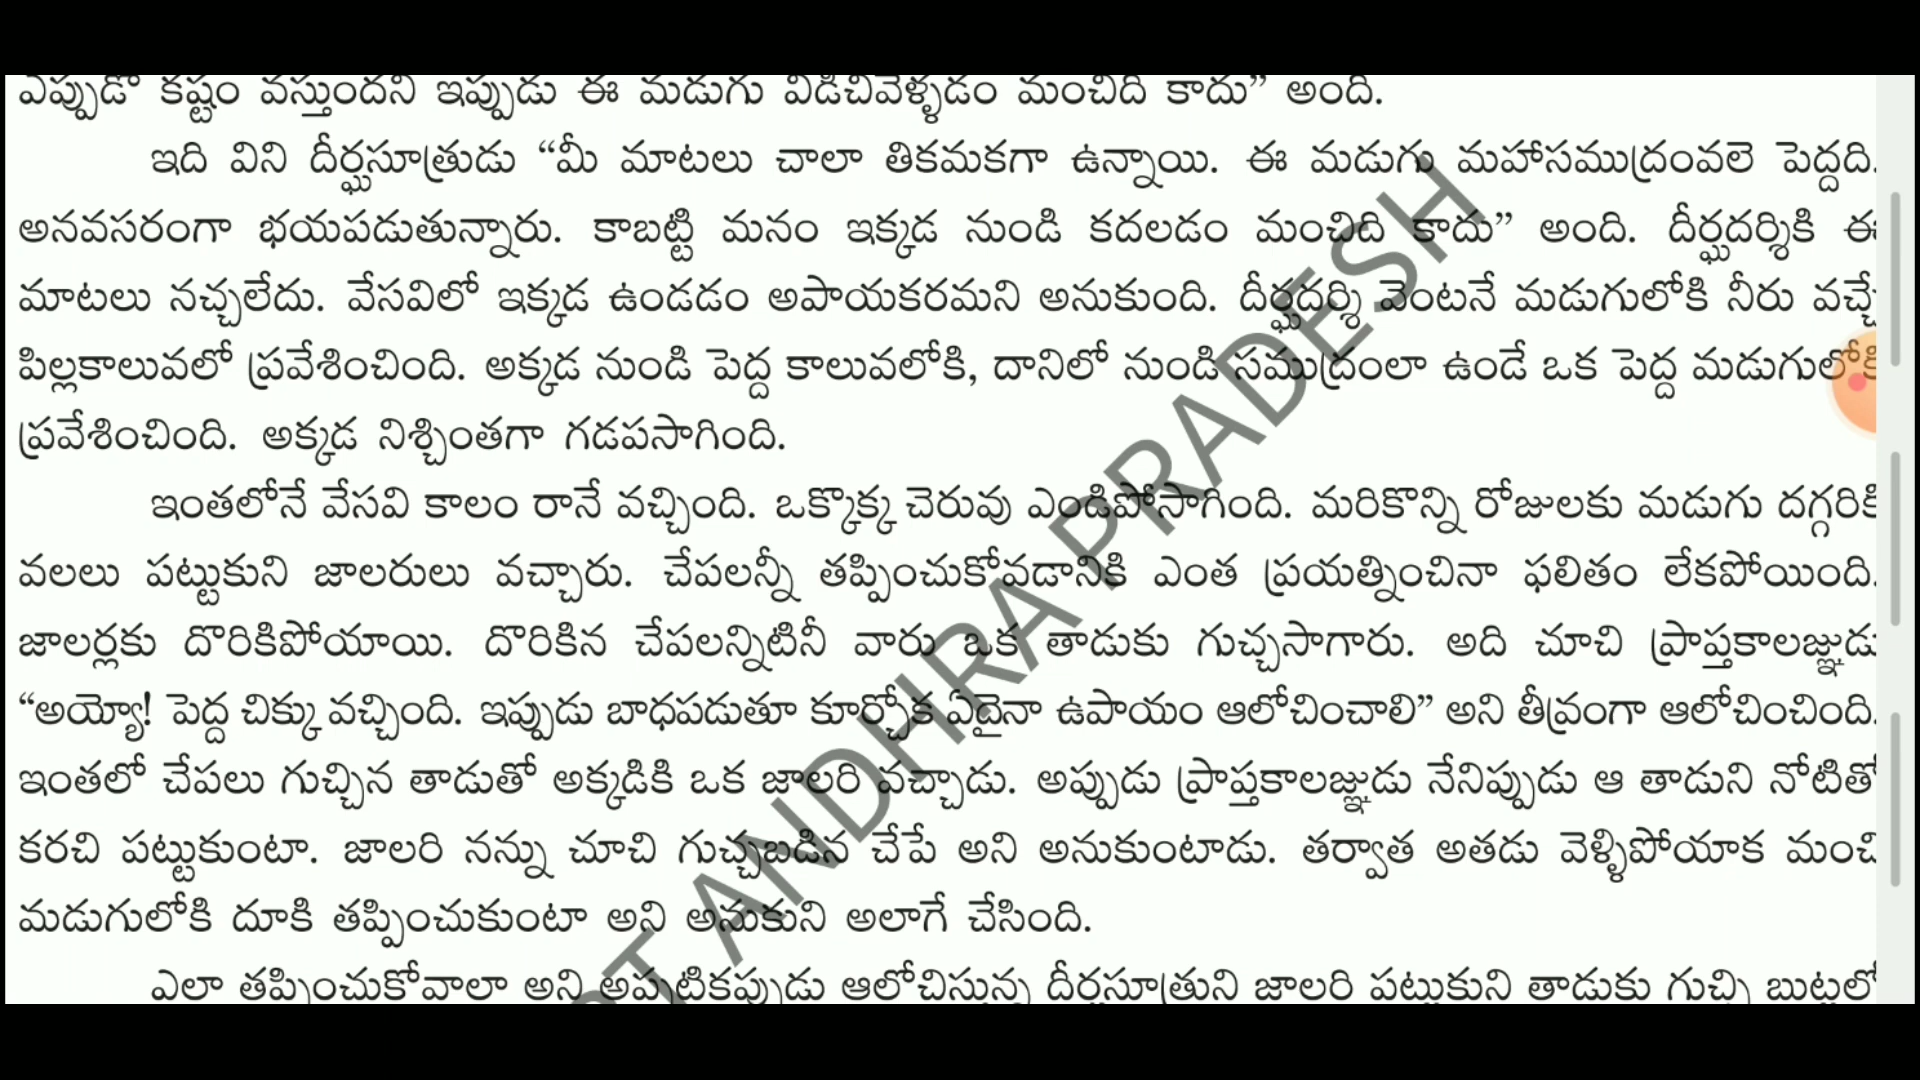 ఎప్పుడో కష్టం వస్తుందని ఇప్పుడు ఈ మడుగు విడిచివెళ్ళడం మంచిది కాదు” అంది.
ఇది విని దీర్ఘసూత్రుడు “మీ మాటలు చాలా తికమకగా ఉన్నాయి. ఈ మడుగు మహాసముద్రంవలె పెద్దది.
అనవసరంగా భయపడుతున్నారు. కాబట్టి మనం ఇక్కడ నుండి కదలడం మంచిది కాదు” అంది. దీర్ఘదర్శికి ఈ
మాటలు నచ్చలేదు. వేసవిలో ఇక్కడ ఉండడం అపాయకరమని అనుకుంది. దీర్ఘదర్శి వెంటనే మడుగులోకి నీరు వచ్చే
పిల్లకాలువలో ప్రవేశించింది. అక్కడ నుండి పెద్ద కాలువలోకి, దానిలో నుండి సముద్రంలా ఉండే ఒక పెద్ద మడుగులోకి
ప్రవేశించింది. అక్కడ నిశ్చింతగా గడపసాగింది.
ఇంతలోనే వేసవి కాలం రానే వచ్చింది. ఒక్కొక్క చెరువు ఎండిపోసాగింది. మరికొన్ని రోజులకు మడుగు దగ్గరికి
వలలు పట్టుకుని జాలరులు వచ్చారు. చేపలన్నీ తప్పించుకోవడానికి ఎంత ప్రయత్నించినా ఫలితం లేకపోయింది.
జాలర్లకు దొరికిపోయాయి. దొరికిన చేపలన్నిటినీ వారు ఒక తాడుకు గుచ్చసాగారు. అది చూచి ప్రాప్తకాలజ్ఞుడు
“అయ్యో! పెద్ద చిక్కు వచ్చింది. ఇప్పుడు బాధపడుతూ కూర్చోక ఏదైనా ఉపాయం ఆలోచించాలి” అని తీవ్రంగా ఆలోచించింది.
ఇంతలో చేపలు గుచ్చిన తాడుతో అక్కడికి ఒక జాలరి వచ్చాడు. అప్పుడు ప్రాప్తకాలజ్ఞుడు నేనిప్పుడు ఆ తాడుని నోటితో
కరచి పట్టుకుంటా. జాలరి నన్ను చూచి గుచ్చబడిన చేపే అని అనుకుంటాడు. తర్వాత అతడు వెళ్ళిపోయాక మంచి
మడుగులోకి దూకి తప్పించుకుంటా అని అనుకుని అలాగే చేసింది.
ఎలా తప్పించుకోవాలా అని అప్పటికప్పుడు ఆలోచిస్తున్న దీర్ఘసూత్రుని జాలరి పట్టుకుని తాడుకు గుచ్చి బుట్టలో
ANDHRA PRADESH